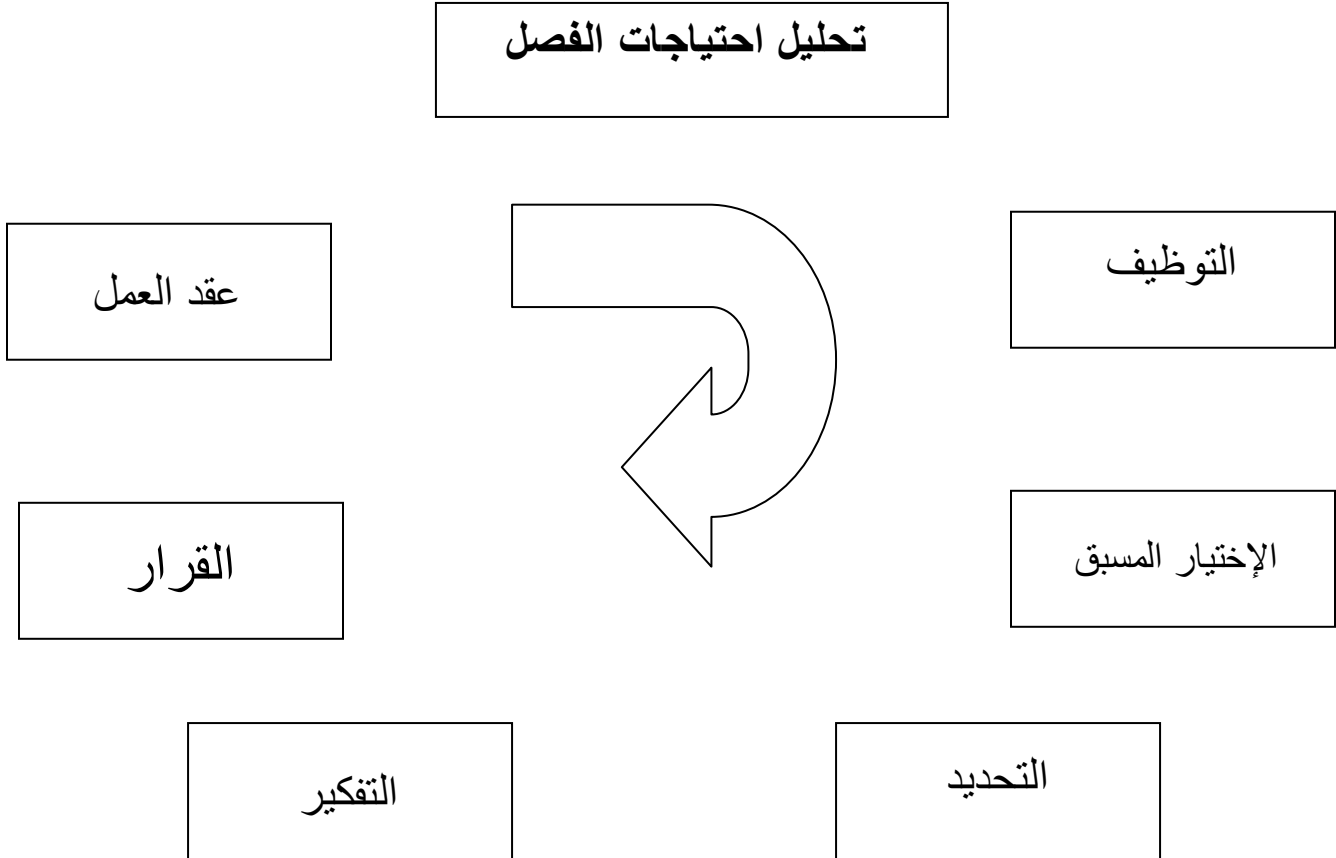 تحليل احتياجات الفصل
التوظيف
عقد العمل
الإختيار المسبق
القرار
التحديد
التفكير